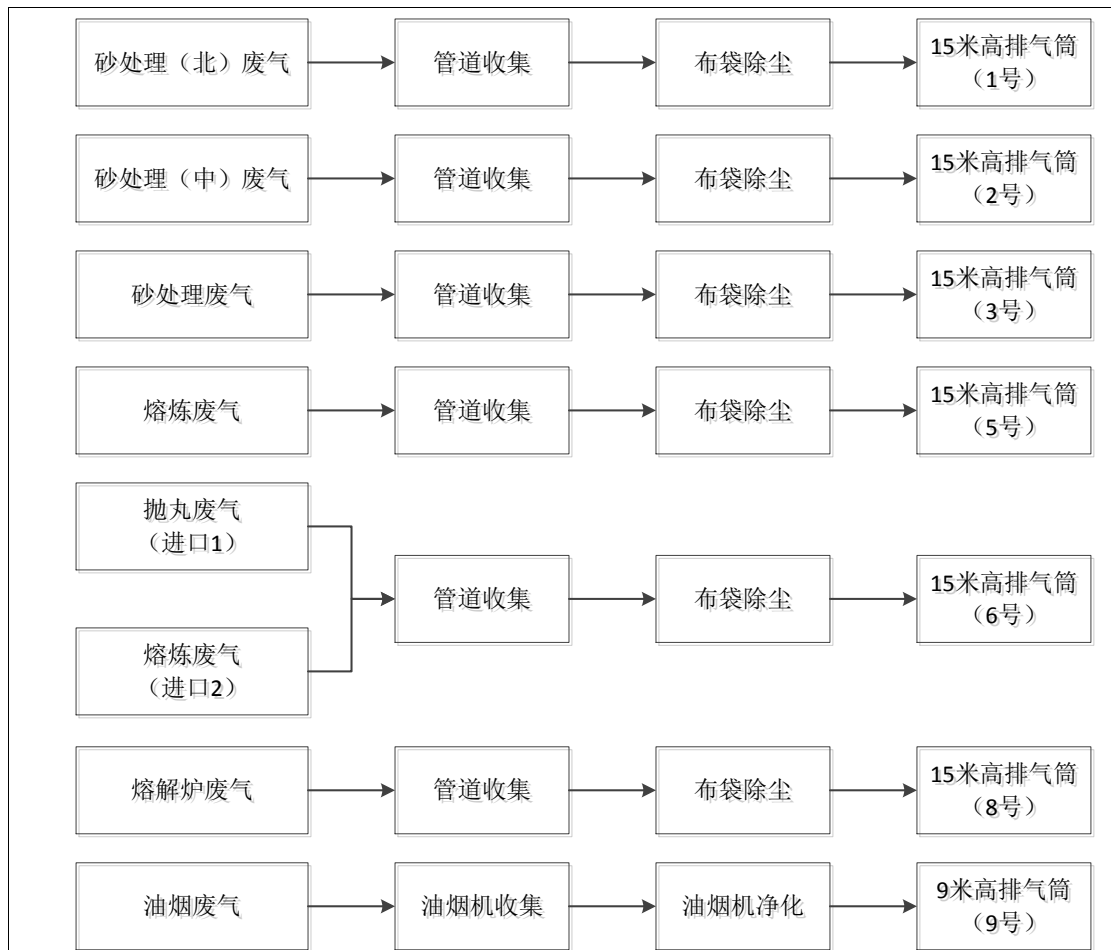 砂处理（北）废气
管道收集
布袋除尘
15米高排气筒
（1号）
砂处理（中）废气
管道收集
布袋除尘
15米高排气筒
（2号）
砂处理废气
管道收集
布袋除尘
15米高排气筒
（3号）
熔炼废气
管道收集
布袋除尘
15米高排气筒
（5号）
抛丸废气
（进口1）
熔炼废气
（进口2）
管道收集
布袋除尘
15米高排气筒
（6号）
熔解炉废气
管道收集
布袋除尘
15米高排气筒
（8号）
油烟废气
油烟机收集
油烟机净化
9米高排气筒
（9号）